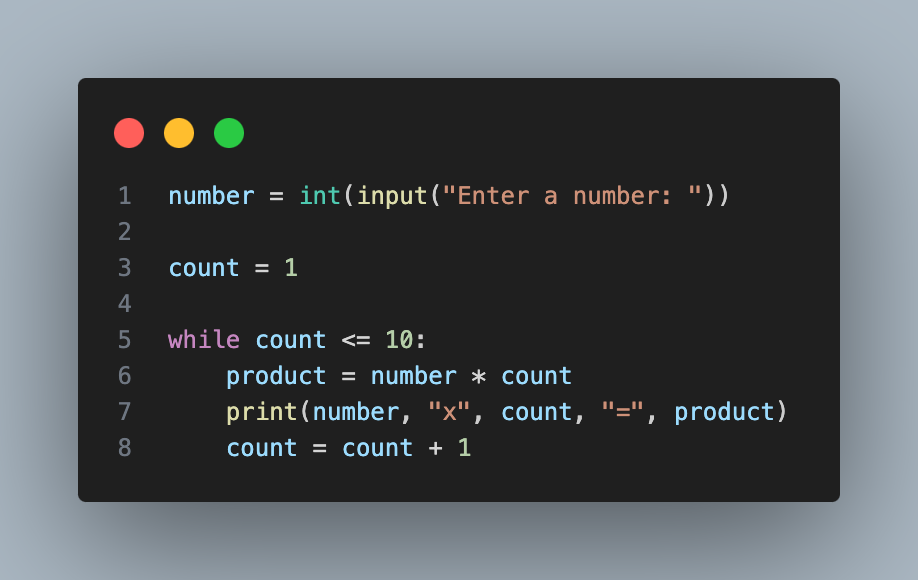 1 number = int(input("Enter a number: "))
2
3 count = 1
4
5 while count <= 10:
6     product = number * count
7     print(number, "x", count, "=", product)
8     count = count + 1